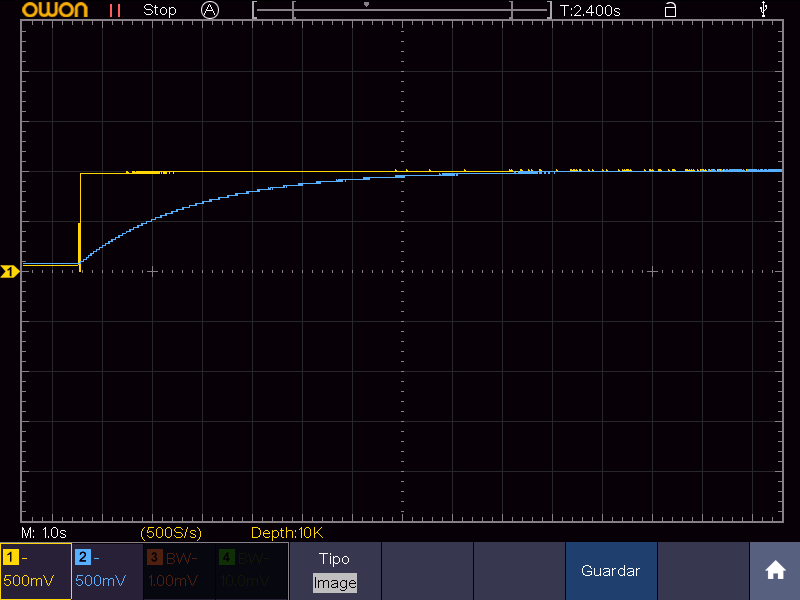 OWON Stop A T:2.400s
1
M: 1.0s (500S/s) Depth:10K
1 - 2 - 3 BW- 4 BW- Tipo
500mV 500mV 1.00mV 10.0mV Image Guardar